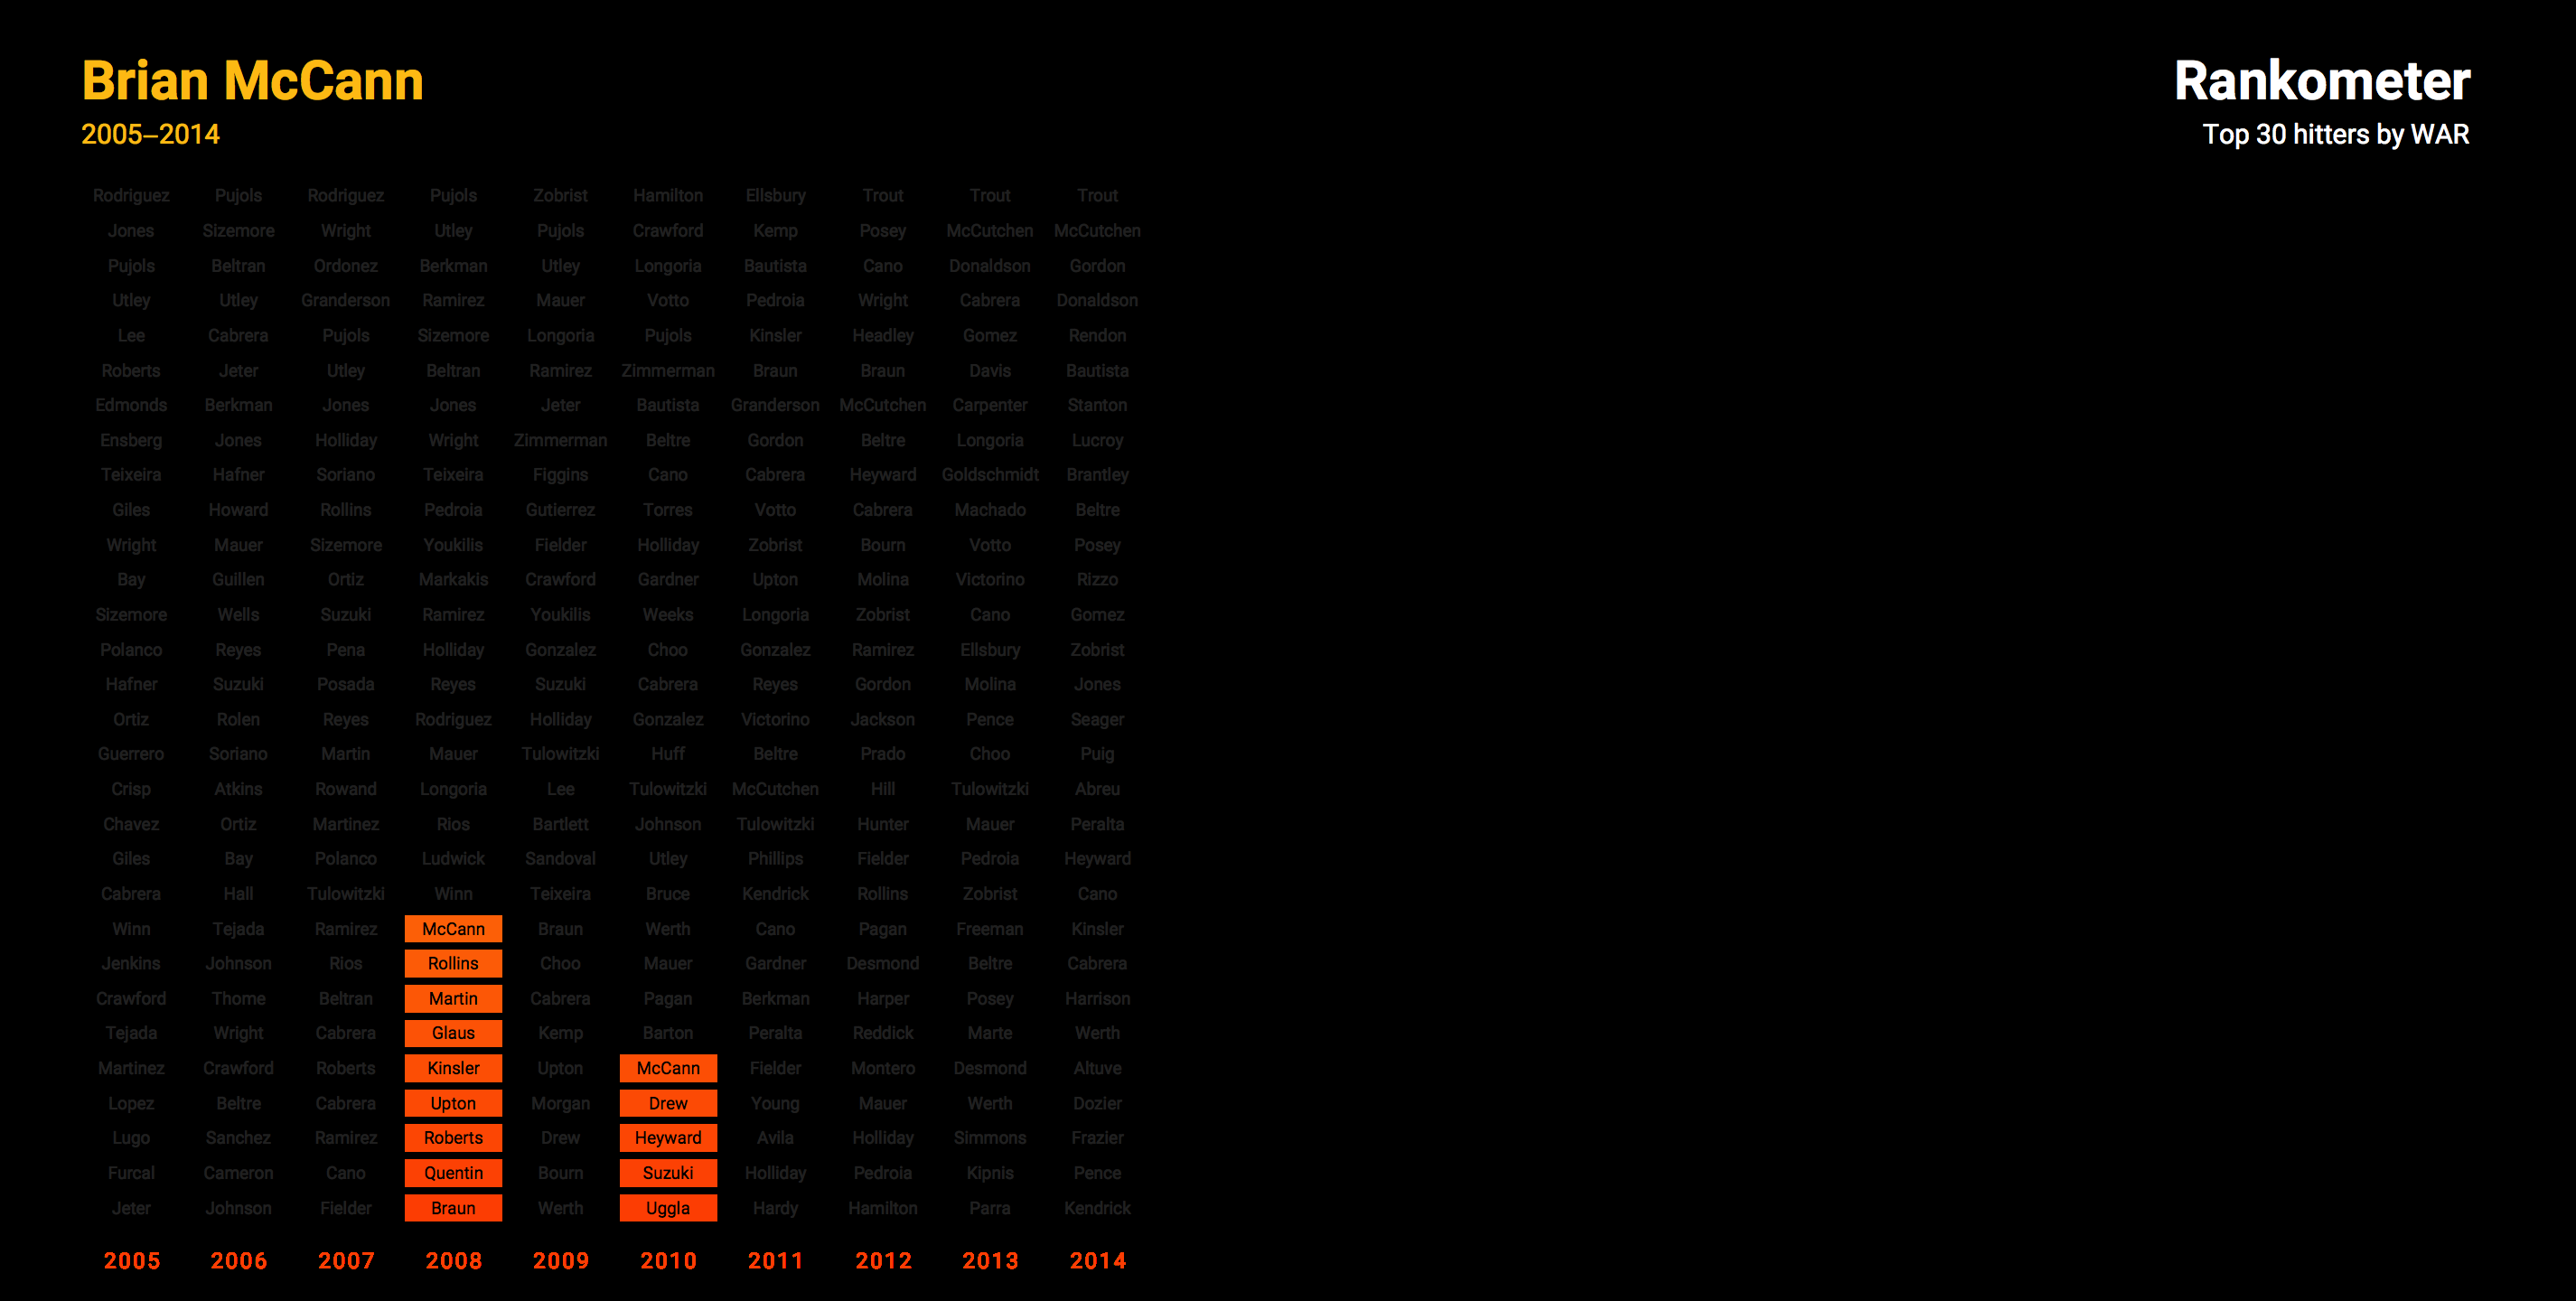 Brian McCann
2005–2014
Rankometer
Top 30 hitters by WAR
Rodriguez Pujols Rodriguez Pujols Zobrist Hamilton Ellsbury Trout Trout Trout
Jones Sizemore Wright Utley Pujols Crawford Kemp Posey McCutchen McCutchen
Pujols Beltran Ordonez Berkman Utley Longoria Bautista Cano Donaldson Gordon
Utley Utley Granderson Ramirez Mauer Votto Pedroia Wright Cabrera Donaldson
Lee Cabrera Pujols Sizemore Longoria Pujols Kinsler Headley Gomez Rendon
Roberts Jeter Utley Beltran Ramirez Zimmerman Braun Braun Davis Bautista
Edmonds Berkman Jones Jones Jeter Bautista Granderson McCutchen Carpenter Stanton
Ensberg Jones Holliday Wright Zimmerman Beltre Gordon Beltre Longoria Lucroy
Teixeira Hafner Soriano Teixeira Figgins Cano Cabrera Heyward Goldschmidt Brantley
Giles Howard Rollins Pedroia Gutierrez Torres Votto Cabrera Machado Beltre
Wright Mauer Sizemore Youkilis Fielder Holliday Zobrist Bourn Votto Posey
Bay Guillen Ortiz Markakis Crawford Gardner Upton Molina Victorino Rizzo
Sizemore Wells Suzuki Ramirez Youkilis Weeks Longoria Zobrist Cano Gomez
Polanco Reyes Pena Holliday Gonzalez Choo Gonzalez Ramirez Ellsbury Zobrist
Hafner Suzuki Posada Reyes Suzuki Cabrera Reyes Gordon Molina Jones
Ortiz Rolen Reyes Rodriguez Holliday Gonzalez Victorino Jackson Pence Seager
Guerrero Soriano Martin Mauer Tulowitzki Huff Beltre Prado Choo Puig
Crisp Atkins Rowand Longoria Lee Tulowitzki McCutchen Hill Tulowitzki Abreu
Chavez Ortiz Martinez Rios Bartlett Johnson Tulowitzki Hunter Mauer Peralta
Giles Bay Polanco Ludwick Sandoval Utley Phillips Fielder Pedroia Heyward
Cabrera Hall Tulowitzki Winn Teixeira Bruce Kendrick Rollins Zobrist Cano
Winn Tejada Ramirez McCann Braun Werth Cano Pagan Freeman Kinsler
Jenkins Johnson Rios Rollins Choo Mauer Gardner Desmond Beltre Cabrera
Crawford Thome Beltran Martin Cabrera Pagan Berkman Harper Posey Harrison
Tejada Wright Cabrera Glaus Kemp Barton Peralta Reddick Marte Werth
Martinez Crawford Roberts Kinsler Upton McCann Fielder Montero Desmond Altuve
Lopez Beltre Cabrera Upton Morgan Drew Young Mauer Werth Dozier
Lugo Sanchez Ramirez Roberts Drew Heyward Avila Holliday Simmons Frazier
Furcal Cameron Cano Quentin Bourn Suzuki Holliday Pedroia Kipnis Pence
Jeter Johnson Fielder Braun Werth Uggla Hardy Hamilton Parra Kendrick
2005 2006 2007 2008 2009 2010 2011 2012 2013 2014